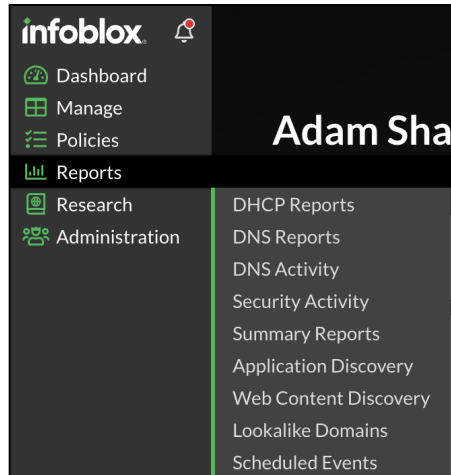 infoblox.
Dashboard
Manage
Policies
Adam Sha
Reports
Research
Administration
DHCP Reports
DNS Reports
DNS Activity
Security Activity
Summary Reports
Application Discovery
Web Content Discovery
Lookalike Domains
Scheduled Events